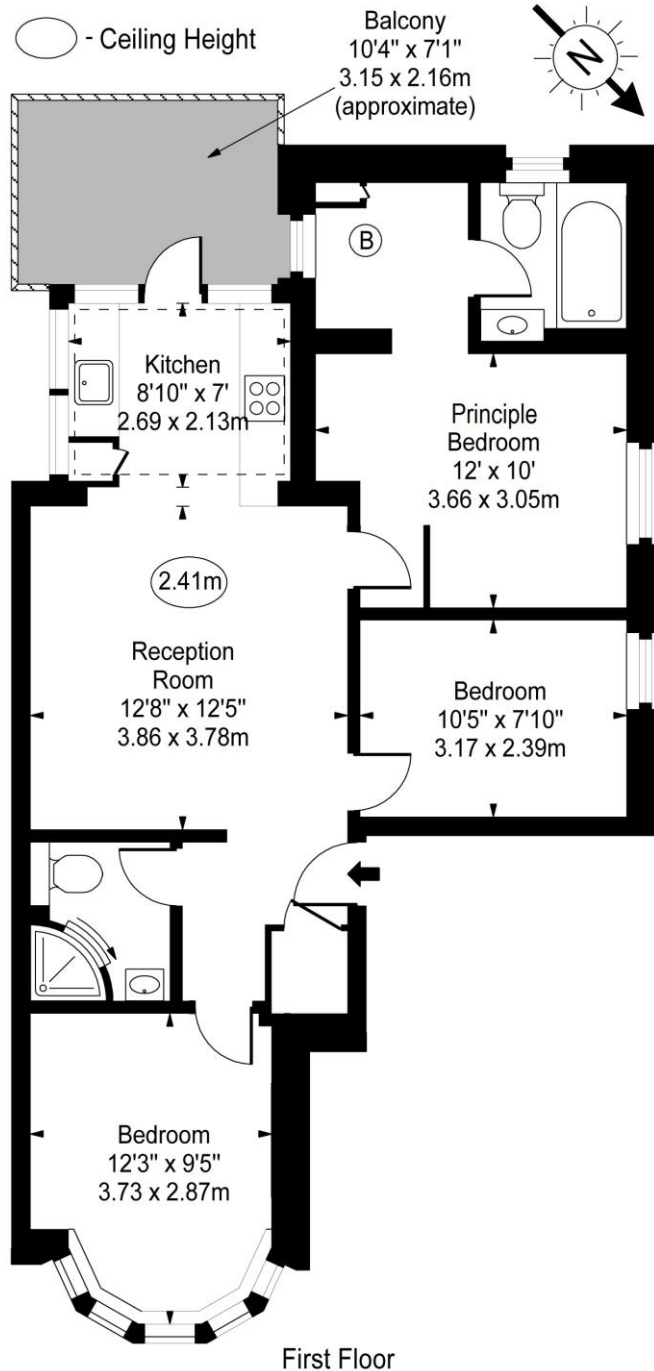 - Ceiling Height
Balcony
10'4" x 7'1"
3.15 x 2.16m
(approximate)
N
B
Kitchen
8'10" x 7'
2.69 x 2.13m
Principle
Bedroom
12' x 10'
3.66 x 3.05m
2.41m
Reception
Room
12'8" x 12'5"
3.86 x 3.78m
Bedroom
10'5" x 7'10"
3.17 x 2.39m
Bedroom
12'3" x 9'5"
3.73 x 2.87m
First Floor